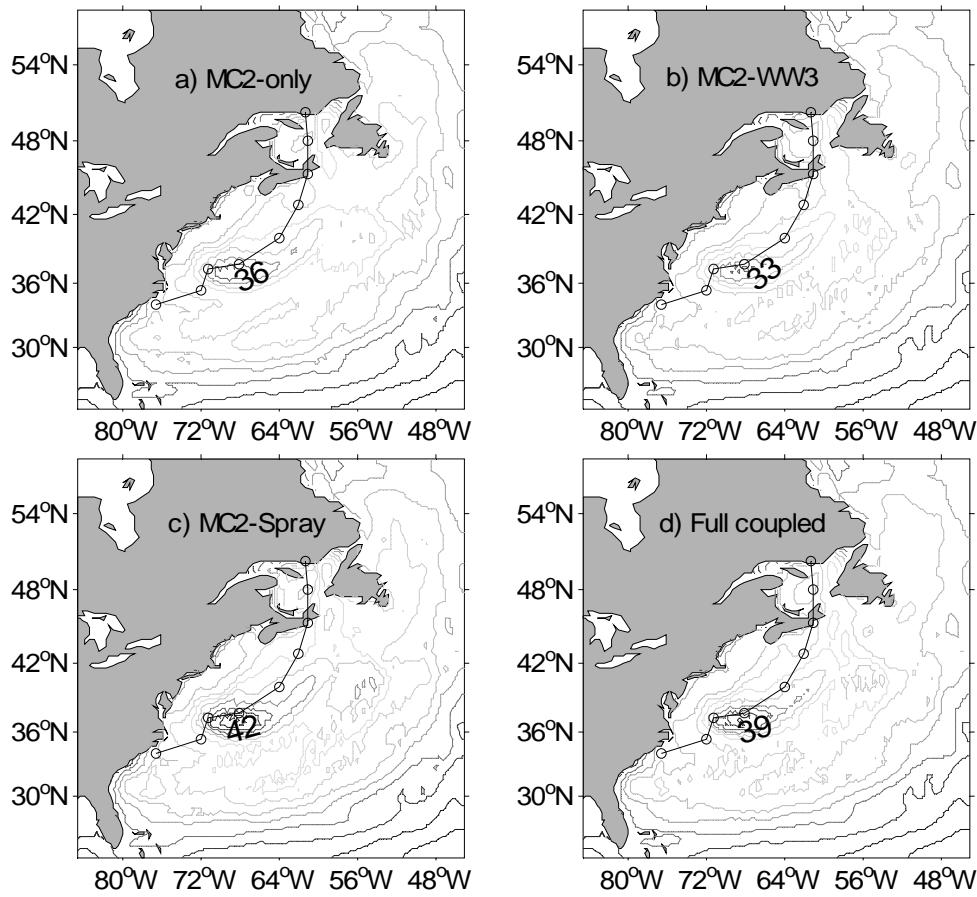 a) MC2-only
36
54°N
48°N
42°N
36°N
30°N
80°W 72°W 64°W 56°W 48°W
b) MC2-WW3
33
54°N
48°N
42°N
36°N
30°N
80°W 72°W 64°W 56°W 48°W
c) MC2-Spray
42
54°N
48°N
42°N
36°N
30°N
80°W 72°W 64°W 56°W 48°W
d) Full coupled
39
54°N
48°N
42°N
36°N
30°N
80°W 72°W 64°W 56°W 48°W